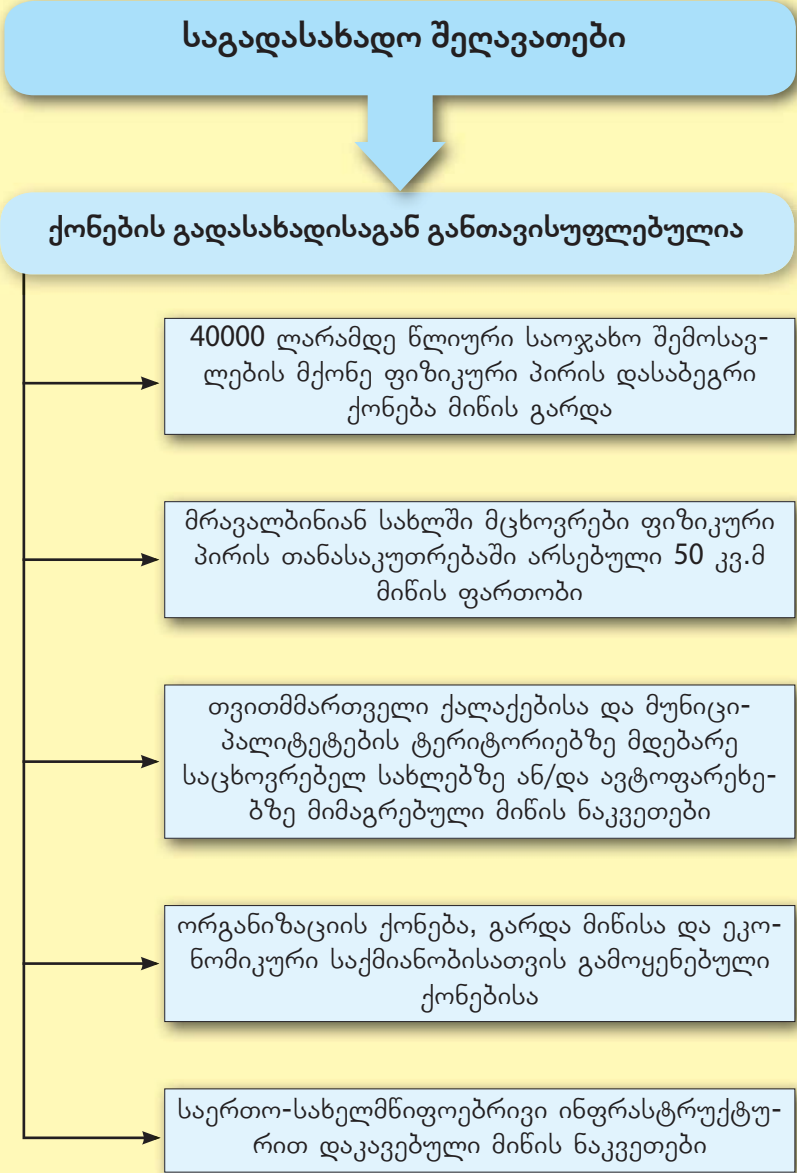 საგადასახადო შეღავათები
ქონების გადასახადისაგან განთავისუფლებულია
40000 ლარამდე წლიური საოჯახო შემოსავ-
ლების მქონე ფიზიკური პირის დასაბეგრი
ქონება მიწის გარდა
მრავალბინიან სახლში მცხოვრები ფიზიკური
პირის თანასაკუთრებაში არსებული 50 კვ.მ
მიწის ფართობი
თვითმმართველი ქალაქებისა და მუნიცი-
პალიტეტების ტერიტორიებზე მდებარე
საცხოვრებელ სახლებზე ან/და ავტოფარეხე-
ბზე მიმაგრებული მიწის ნაკვეთები
ორგანიზაციის ქონება, გარდა მიწისა და ეკო-
ნომიკური საქმიანობისათვის გამოყენებული
ქონებისა
საერთო-სახელმწიფოებრივი ინფრასტრუქტუ-
რით დაკავებული მიწის ნაკვეთები